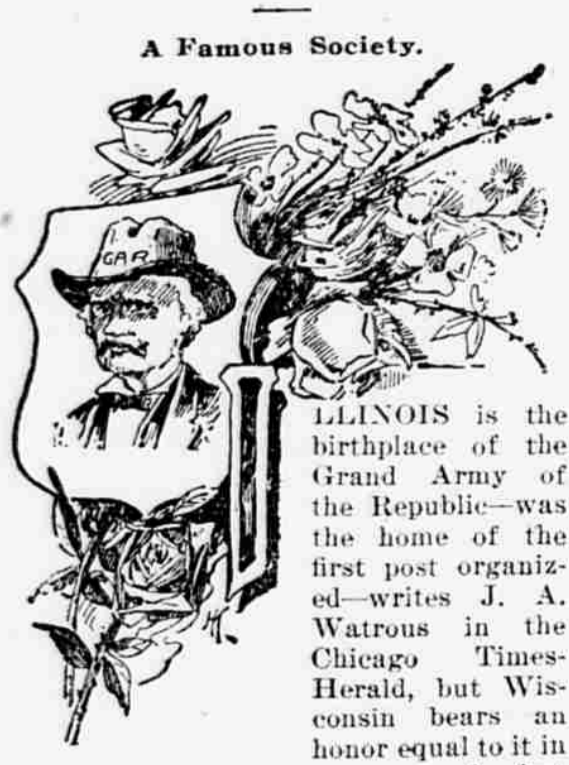 A Famous Society.
GAR
ILLINOIS is the
birthplace of the
Grand Army of
the Republic—was
the home of the
first post organiz-
ed—writes J. A.
Watrous in the
Chicago Times-
Herald, but Wis-
consin bears an
honor equal to it in